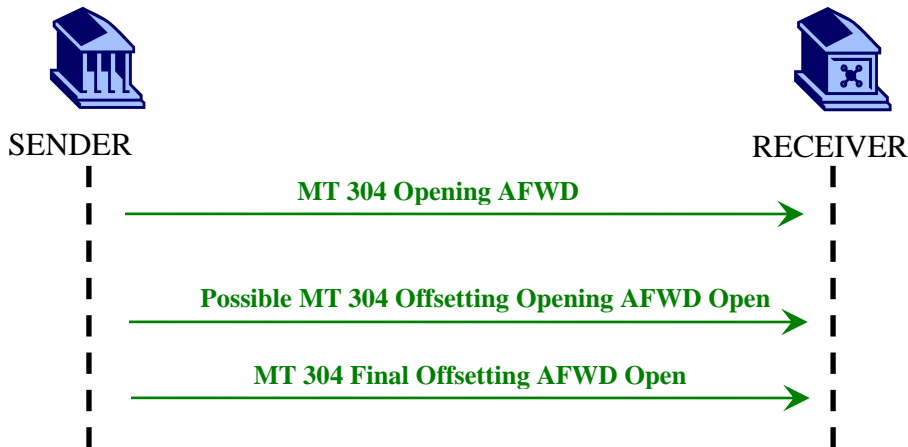 SENDER
RECEIVER
MT 304 Opening AFWD
Possible MT 304 Offsetting Opening AFWD Open
MT 304 Final Offsetting AFWD Open